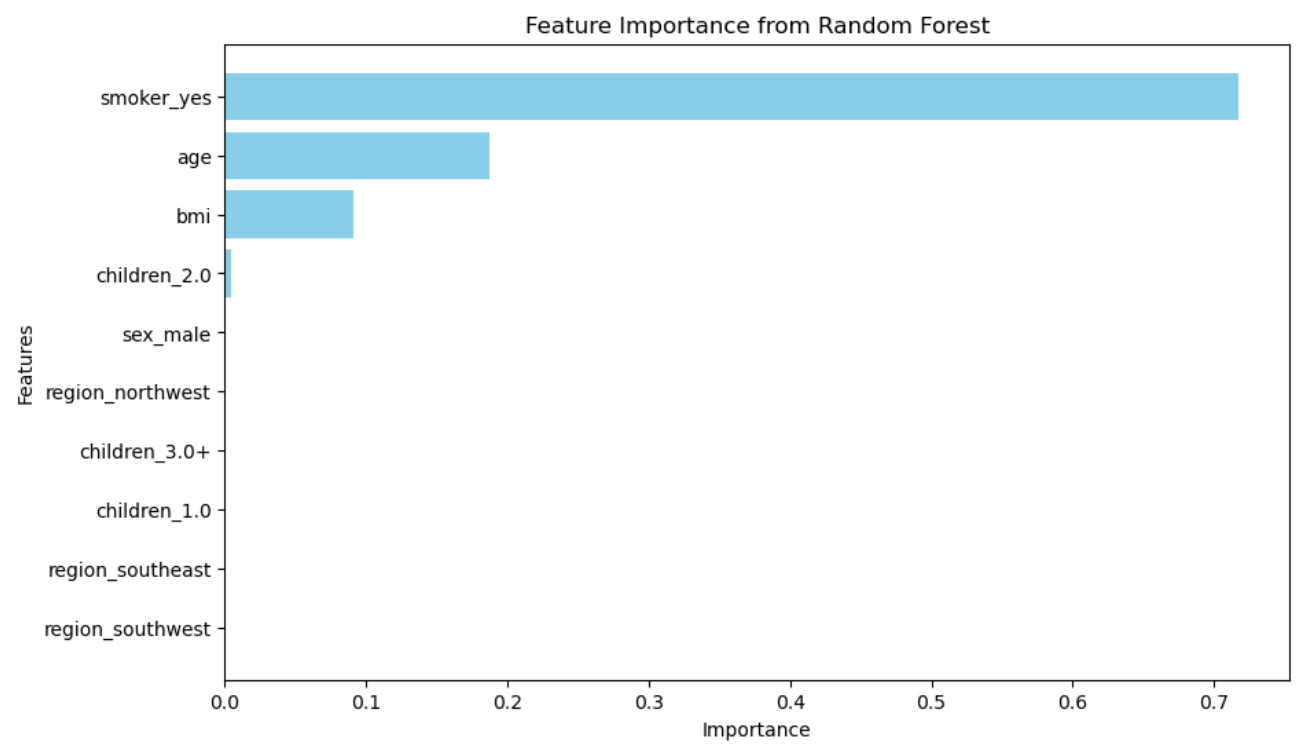 Feature Importance from Random Forest
Features
smoker_yes
age
bmi
children_2.0
sex_male
region_northwest
children_3.0+
children_1.0
region_southeast
region_southwest
0.0 0.1 0.2 0.3 0.4 0.5 0.6 0.7
Importance